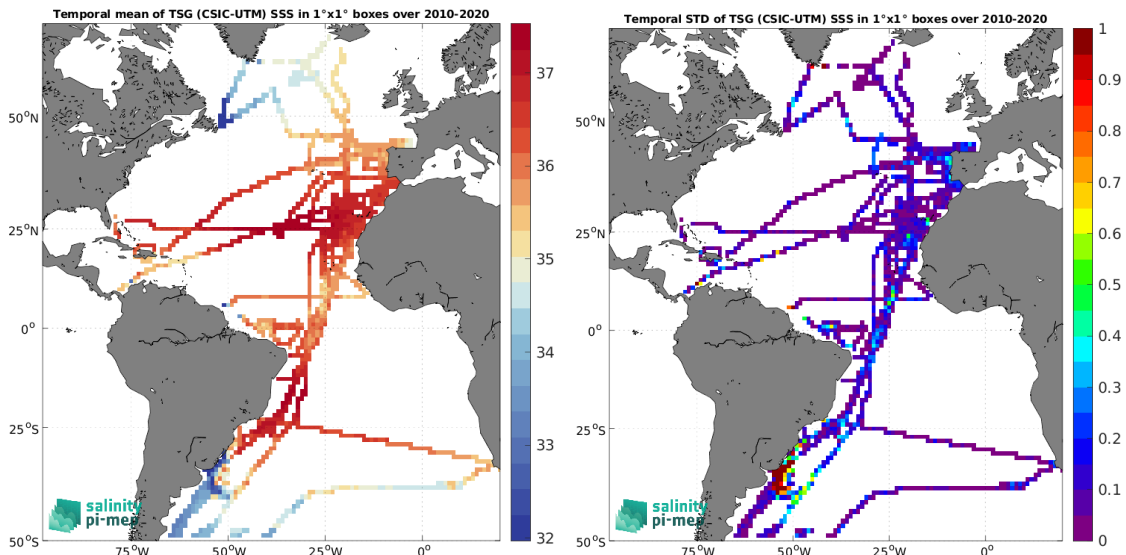 Temporal mean of TSG (CSIC-UTM) SSS in 1°x1° boxes over 2010-2020
50°N
25°N
0°
25°S
50°S
75°W
50°W
25°W
0°
37
36
35
34
33
32
salinity
pi-mep
Temporal STD of TSG (CSIC-UTM) SSS in 1°x1° boxes over 2010-2020
50°N
25°N
0°
25°S
50°S
75°W
50°W
25°W
0°
1
0.9
0.8
0.7
0.6
0.5
0.4
0.3
0.2
0.1
0
salinity
pi-mep